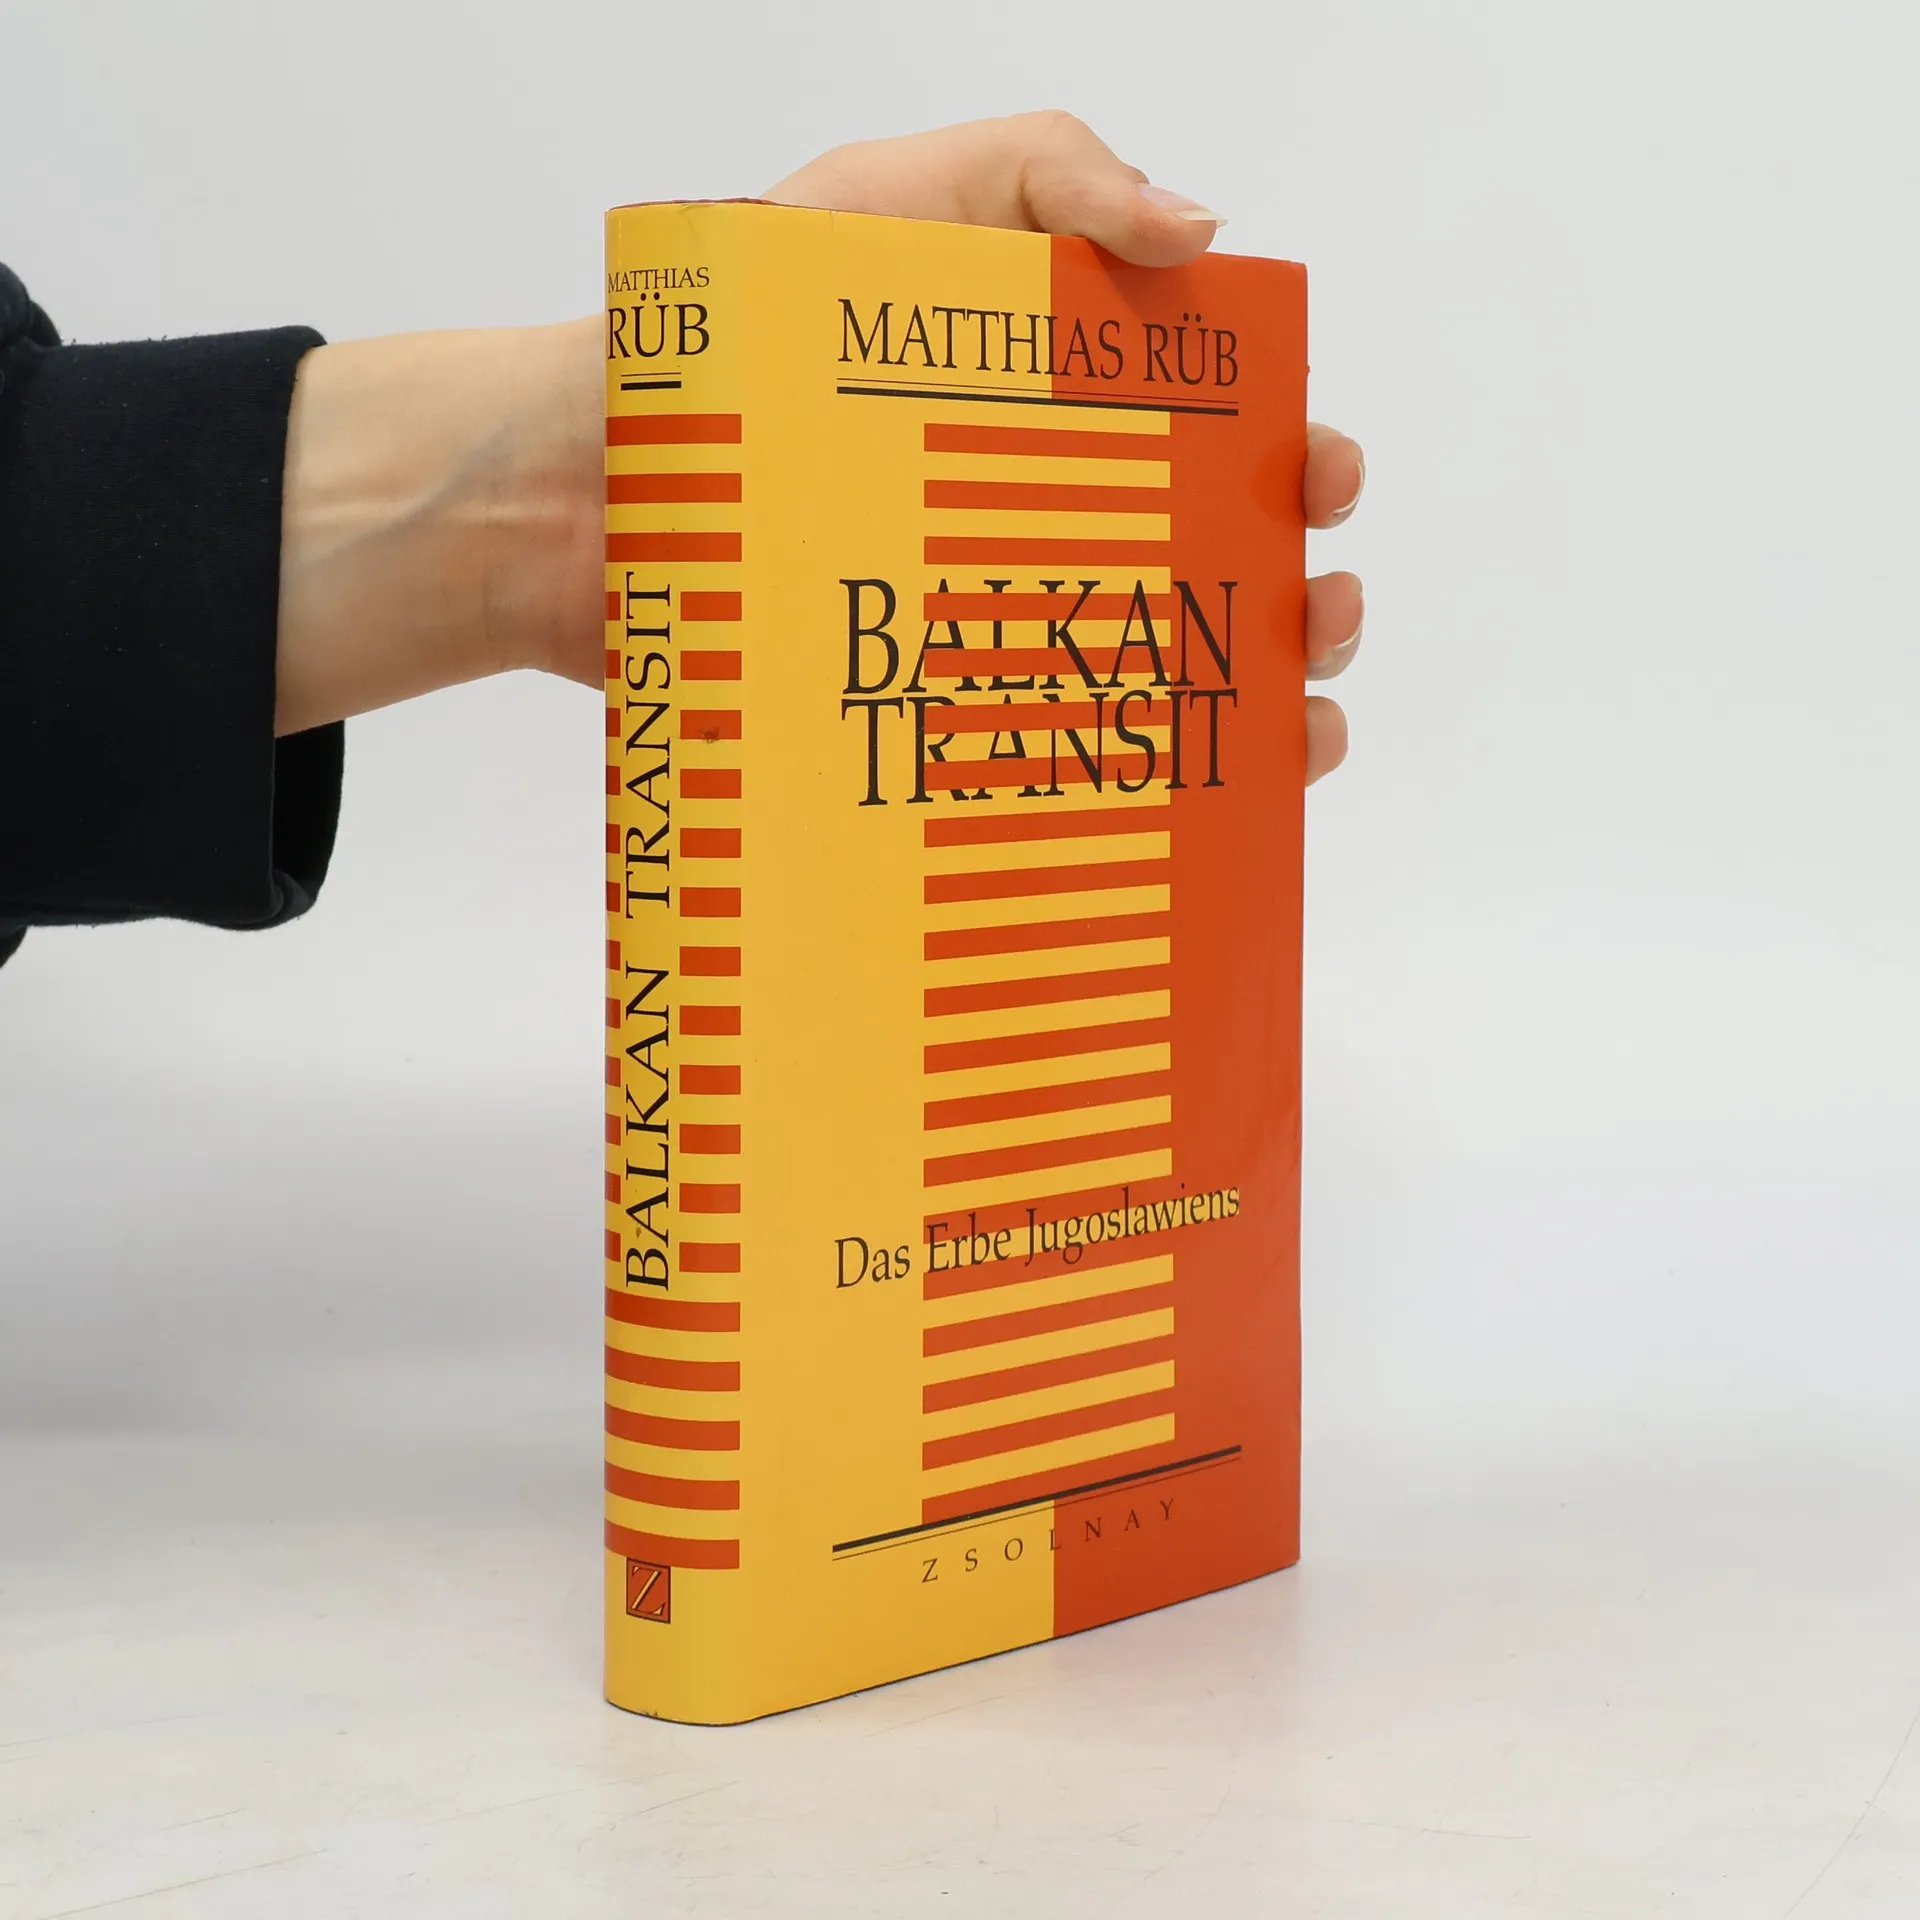 MATTHIAS
RÜB
BALKAN TRANSIT
Z
MATTHIAS RÜB
BALKAN
TRANSIT
Das Erbe Jugoslawiens
ZSOLNAY